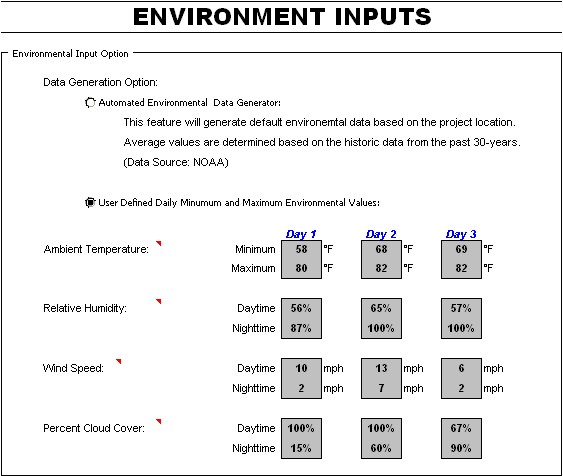 ENVIRONMENT INPUTS
Environmental Input Option
Data Generation Option:
Automated Environmental Data Generator:
This feature will generate default environemtal data based on the project location.
Average values are determined based on the historic data from the past 30-years.
(Data Source: NOAA)
User Defined Daily Minumum and Maximum Environmental Values:
Day 1 Day 2 Day 3
Ambient Temperature: Minimum 58 °F 68 °F 69 °F
Maximum 80 °F 82 °F 82 °F
Relative Humidity: Daytime 56% 65% 57%
Nighttime 87% 100% 100%
Wind Speed: Daytime 10 mph 13 mph 6 mph
Nighttime 2 mph 7 mph 2 mph
Percent Cloud Cover: Daytime 100% 100% 67%
Nighttime 15% 60% 90%